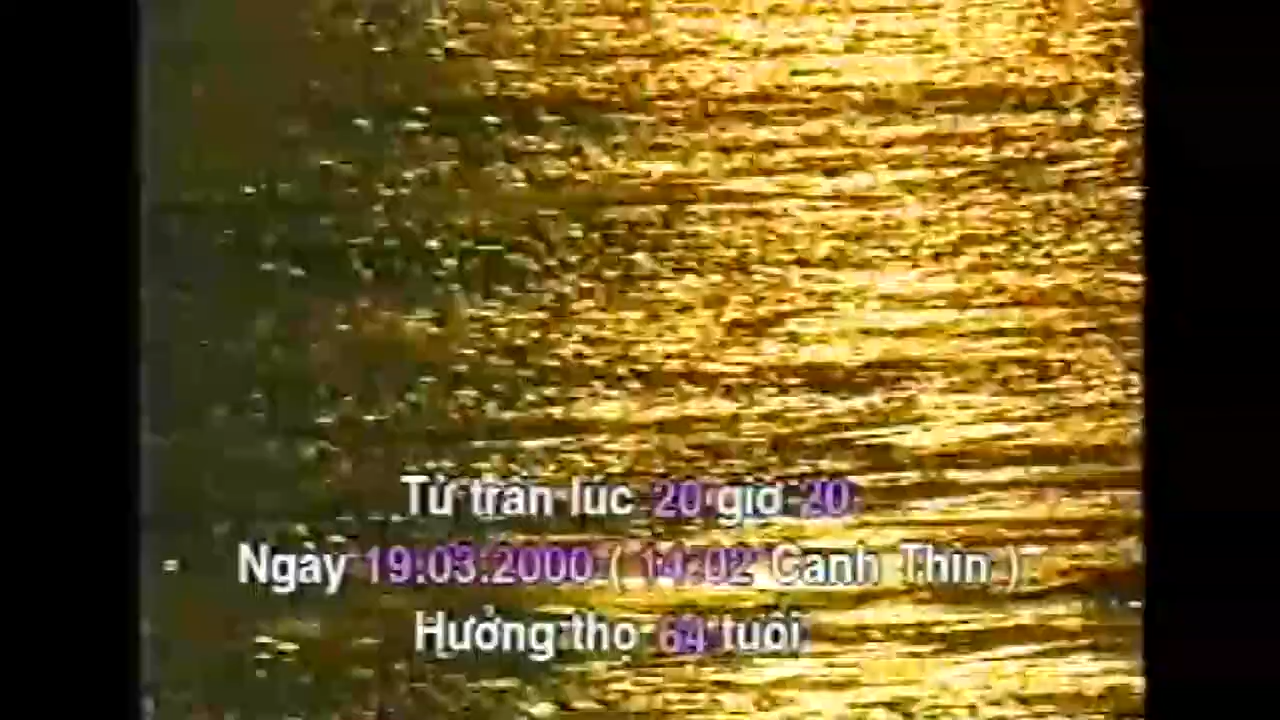 Từ trần lúc 20 giờ 20
Ngày 19.03.2000 ( 14.02 Canh Thìn )
Hưởng thọ 64 tuổi